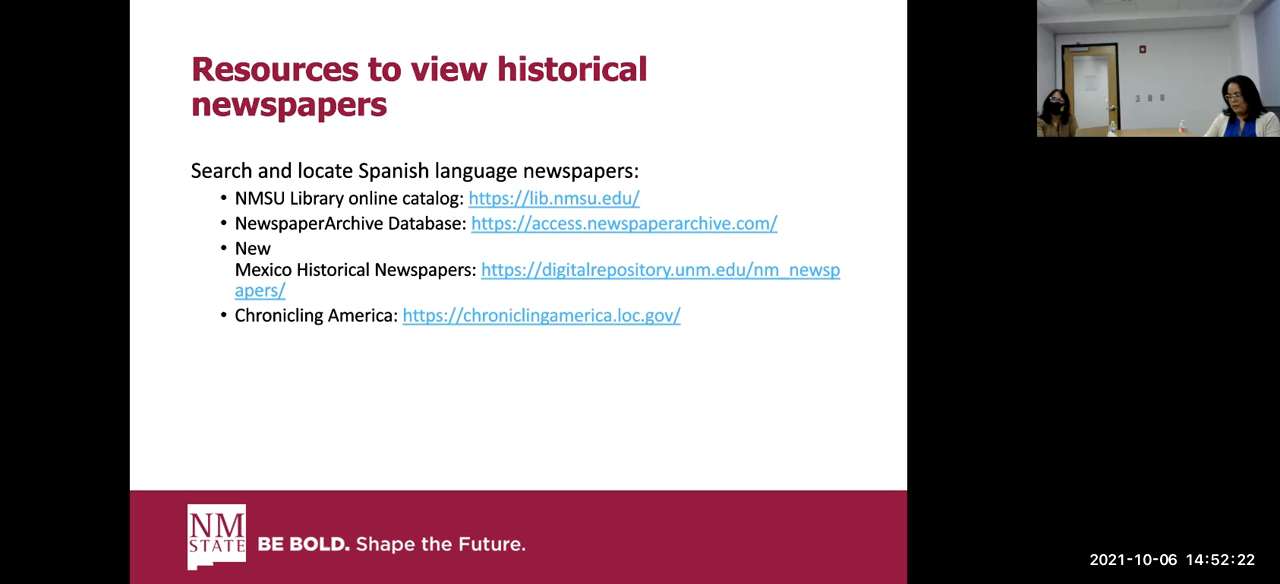 Resources to view historical
newspapers
Search and locate Spanish language newspapers:
• NMSU Library online catalog: https://lib.nmsu.edu/
• NewspaperArchive Database: https://access.newspaperarchive.com/
• New
Mexico Historical Newspapers: https://digitalrepository.unm.edu/nm_newsp
apers/
• Chronicling America: https://chroniclingamerica.loc.gov/
NM
STATE
BE BOLD. Shape the Future.
2021-10-06 14:52:22